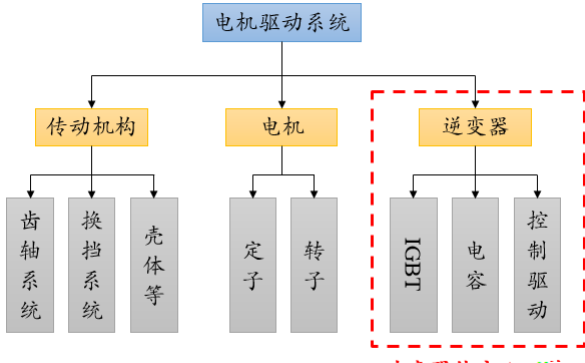 电机驱动系统
传动机构
电机
逆变器
齿轴系统
换挡系统
壳体等
定子
转子
IGBT
电容
控制驱动